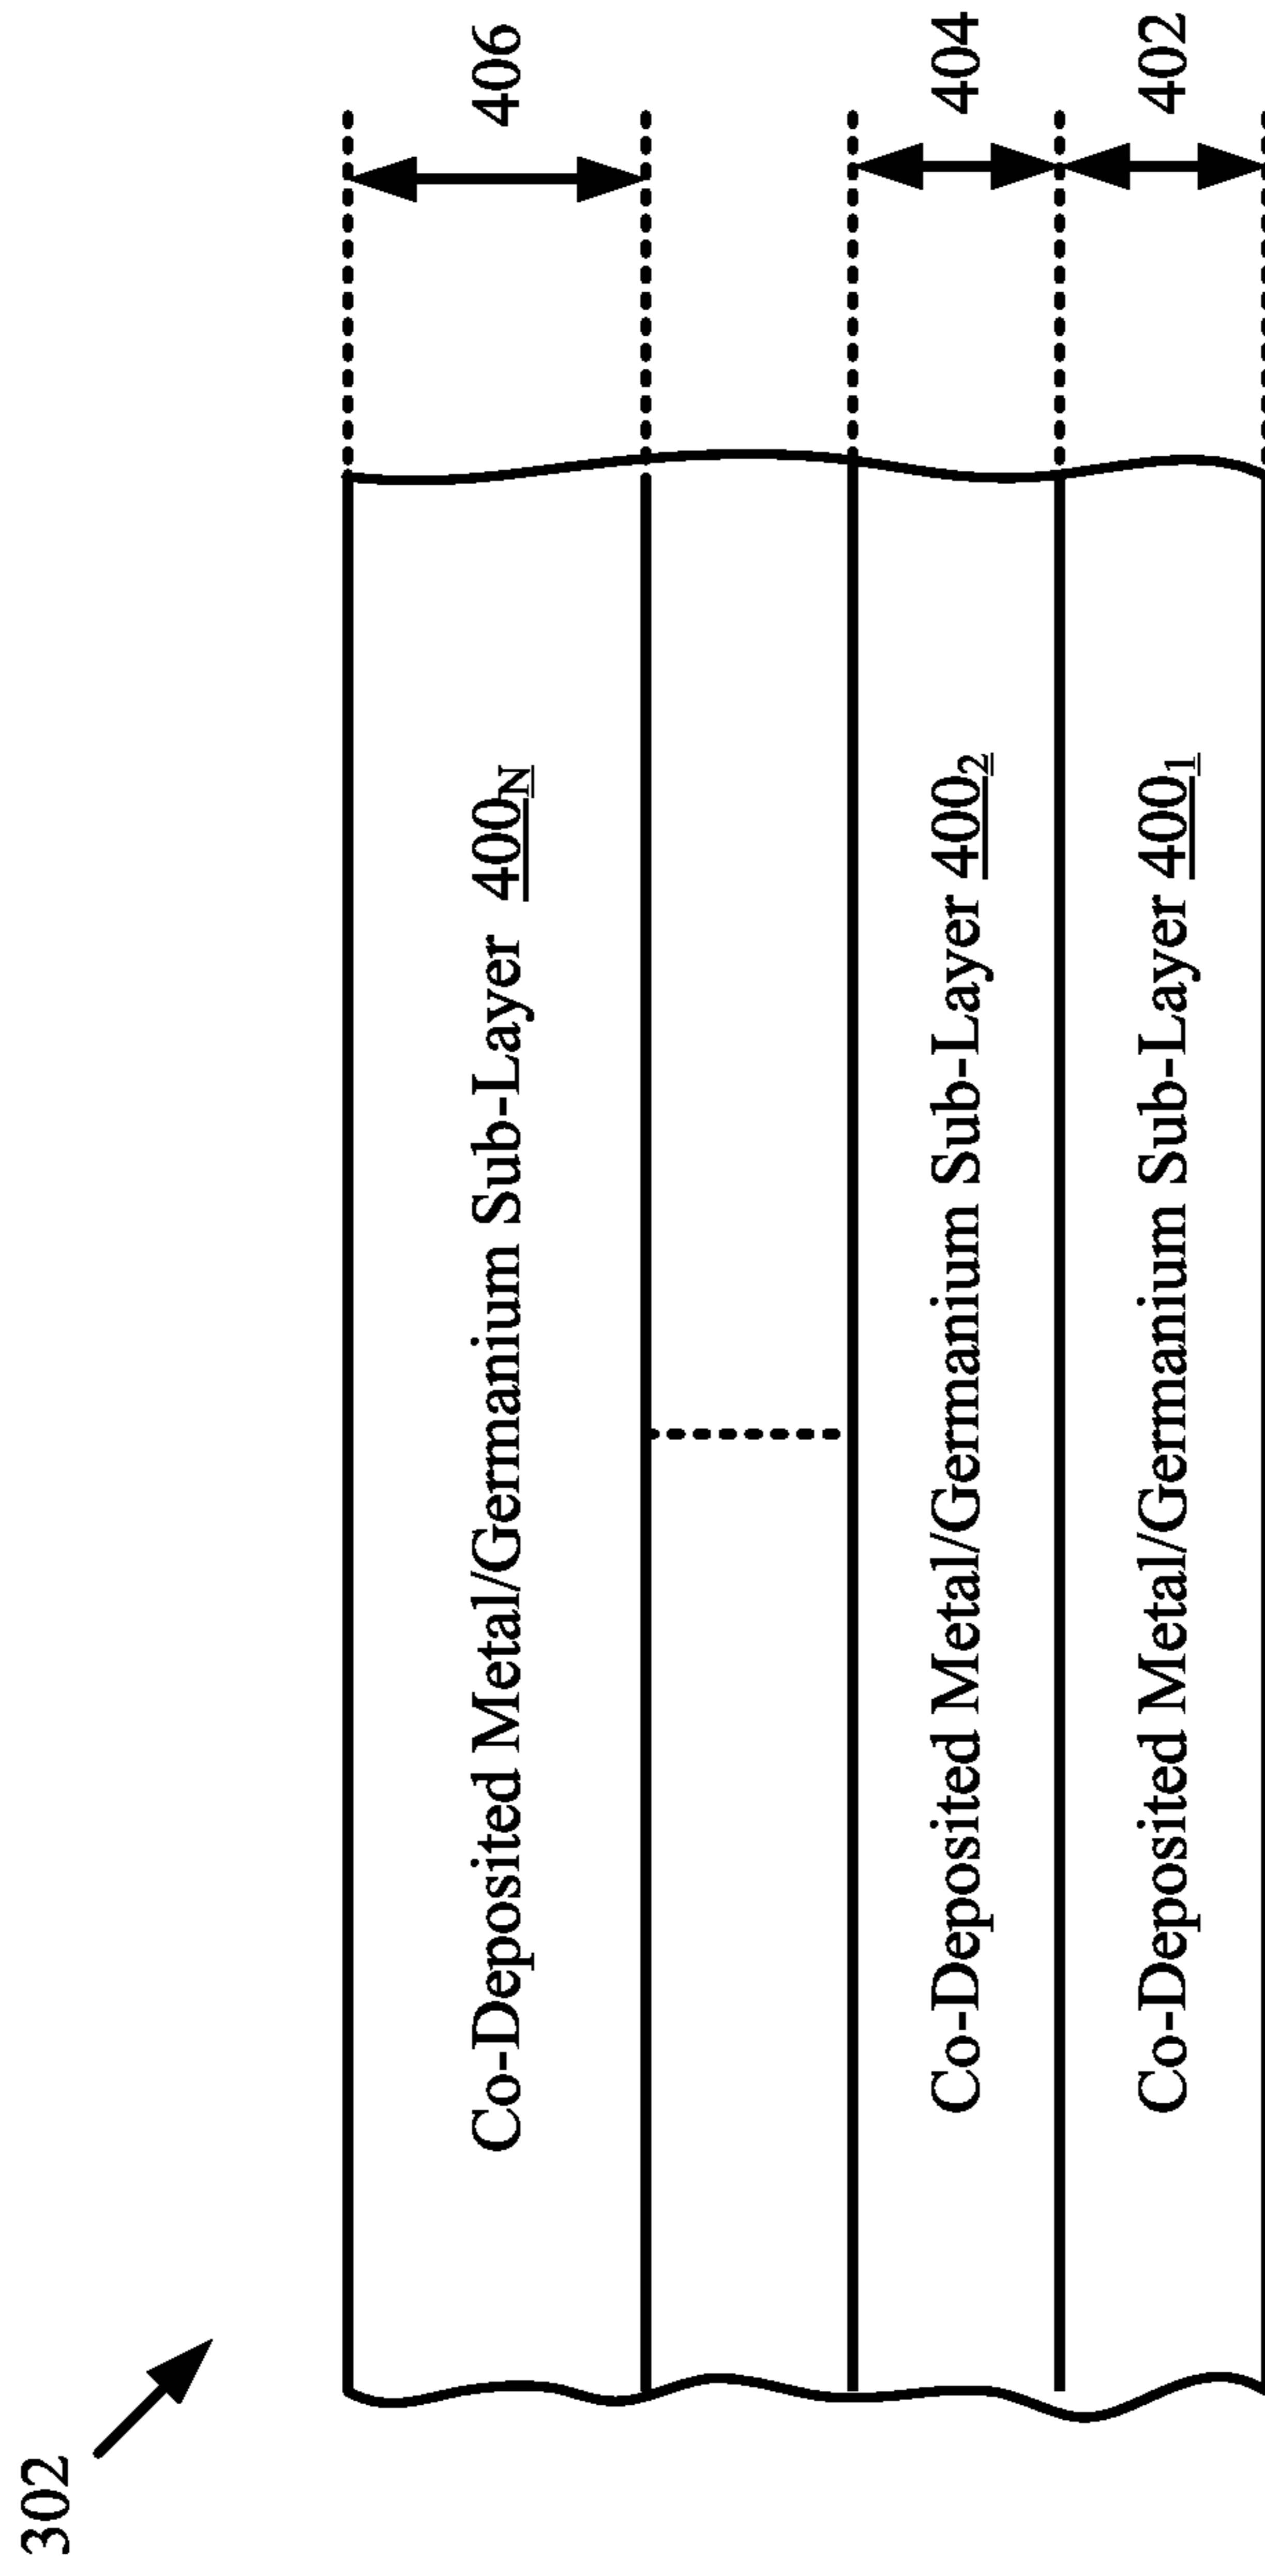 302
Co-Deposited Metal/Germanium Sub-Layer 400N
406
Co-Deposited Metal/Germanium Sub-Layer 4002
404
Co-Deposited Metal/Germanium Sub-Layer 4001
402